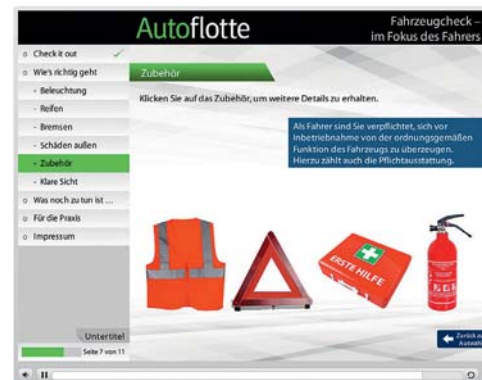 Autoflotte
Fahrzeugcheck –
im Fokus des Fahrers
Check it out
Wie's richtig geht
- Beleuchtung
- Reifen
- Bremsen
- Schäden außen
- Zubehör
- Klare Sicht
Was noch zu tun ist ...
Für die Praxis
Impressum
Untertitel
Seite 7 von 11
Zubehör
Klicken Sie auf das Zubehör, um weitere Details zu erhalten.
Als Fahrer sind Sie verpflichtet, sich vor
Inbetriebnahme von der ordnungsgemäßen
Funktion des Fahrzeugs zu überzeugen.
Hierzu zählt auch die Pflichtausstattung.
ERSTE HILFE
Zurück
Auswahl